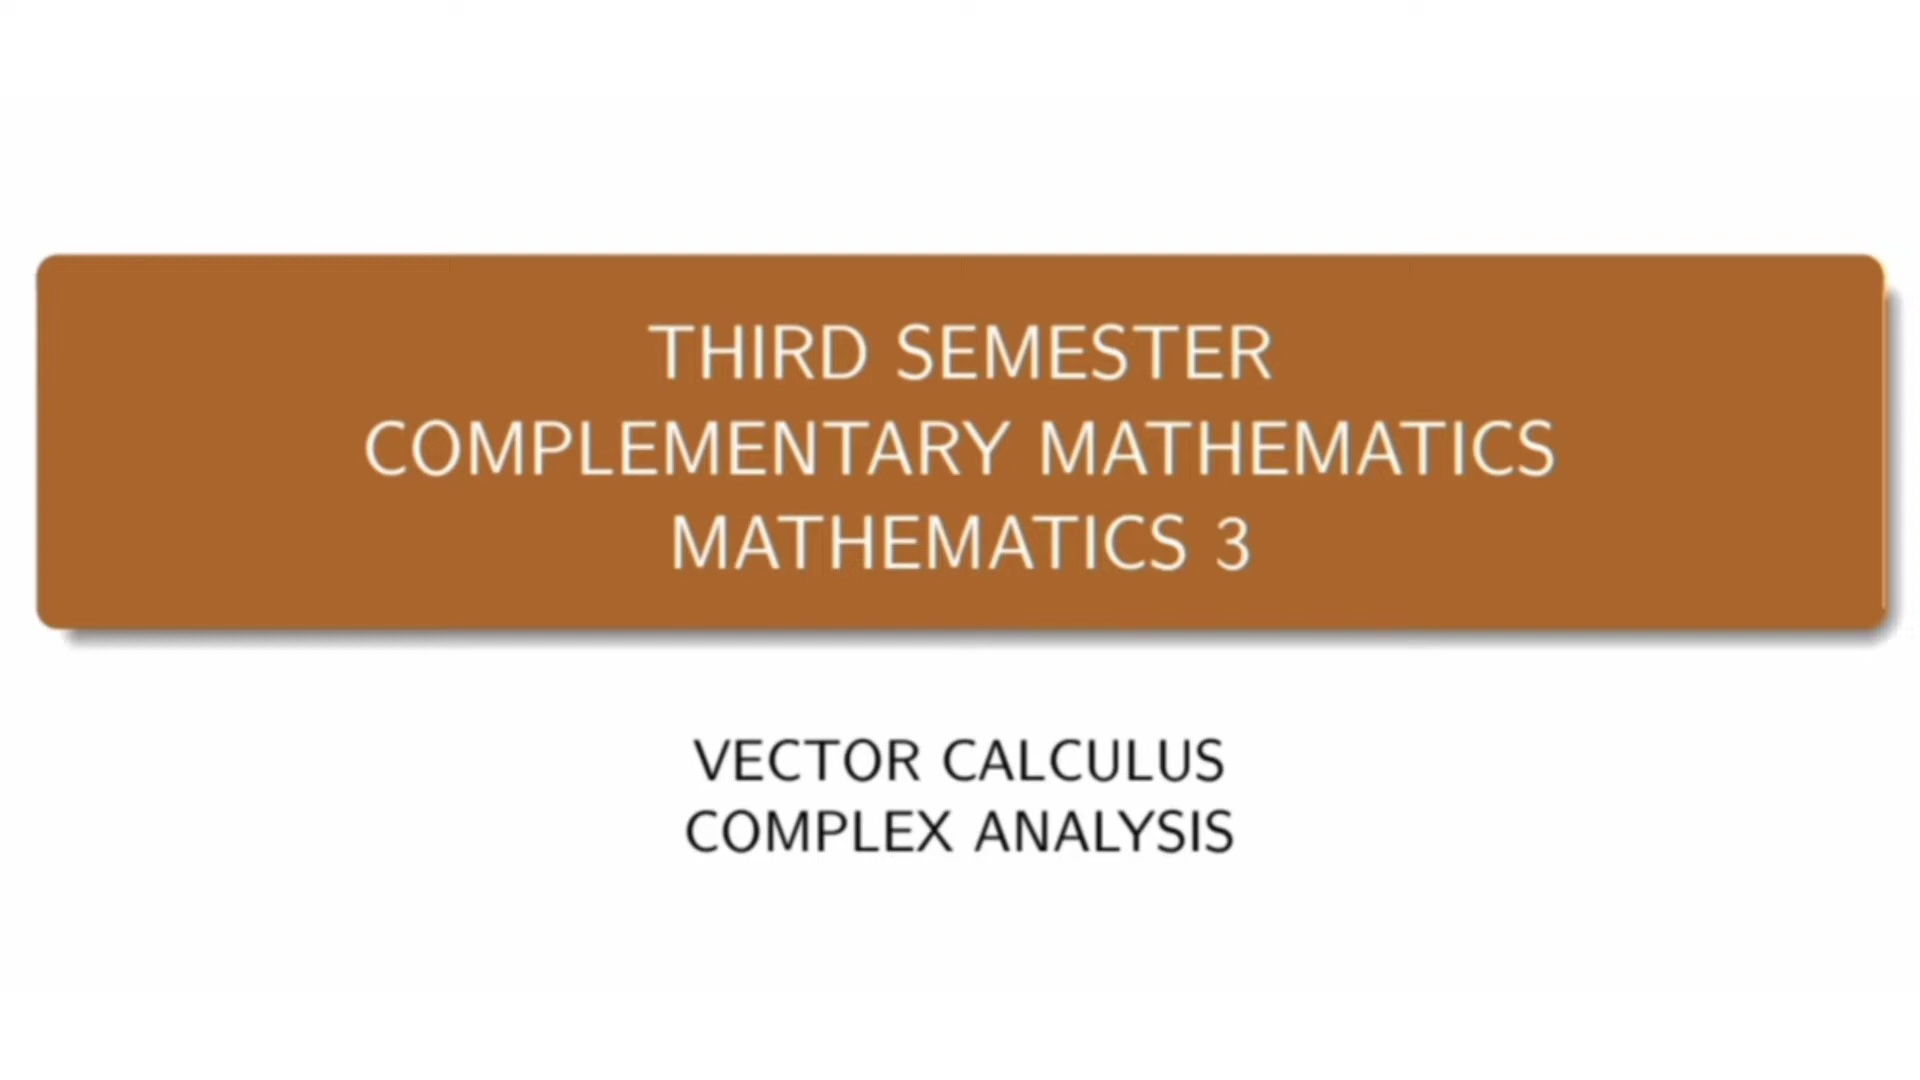 THIRD SEMESTER
COMPLEMENTARY MATHEMATICS
MATHEMATICS 3
VECTOR CALCULUS
COMPLEX ANALYSIS